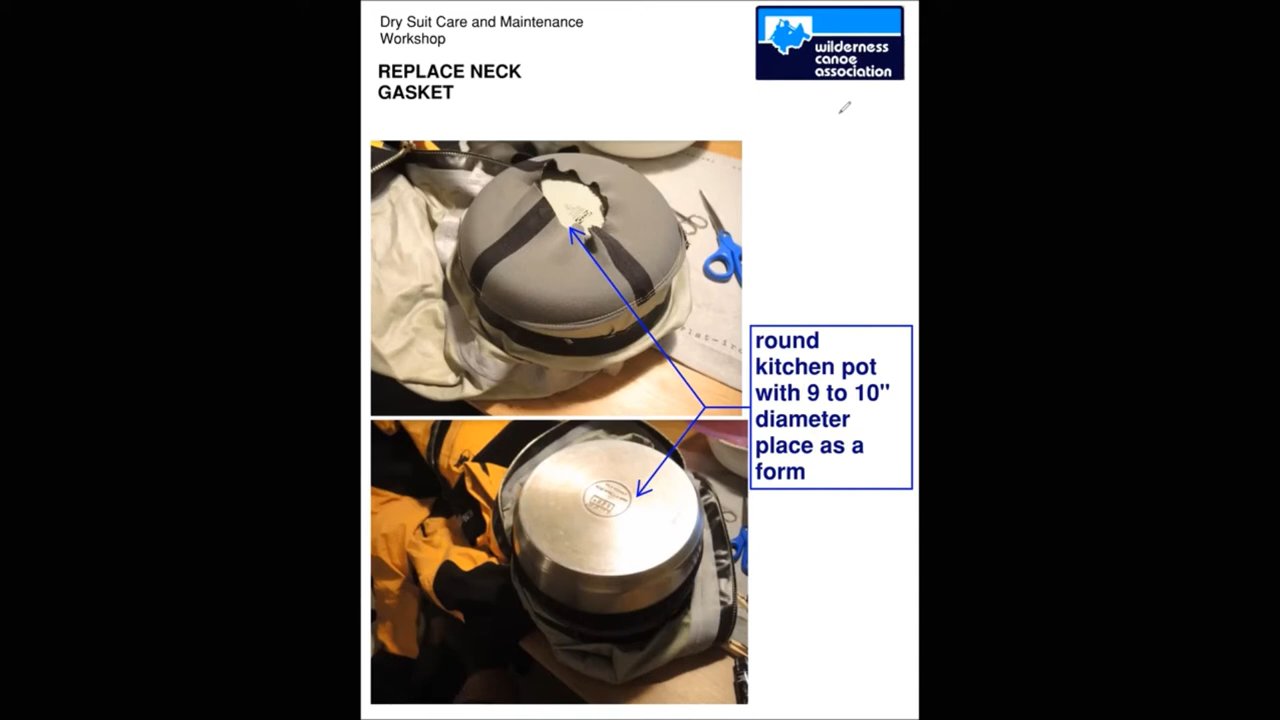 Dry Suit Care and Maintenance
Workshop
REPLACE NECK
GASKET
wilderness
canoe
association
round
kitchen pot
with 9 to 10"
diameter
place as a
form